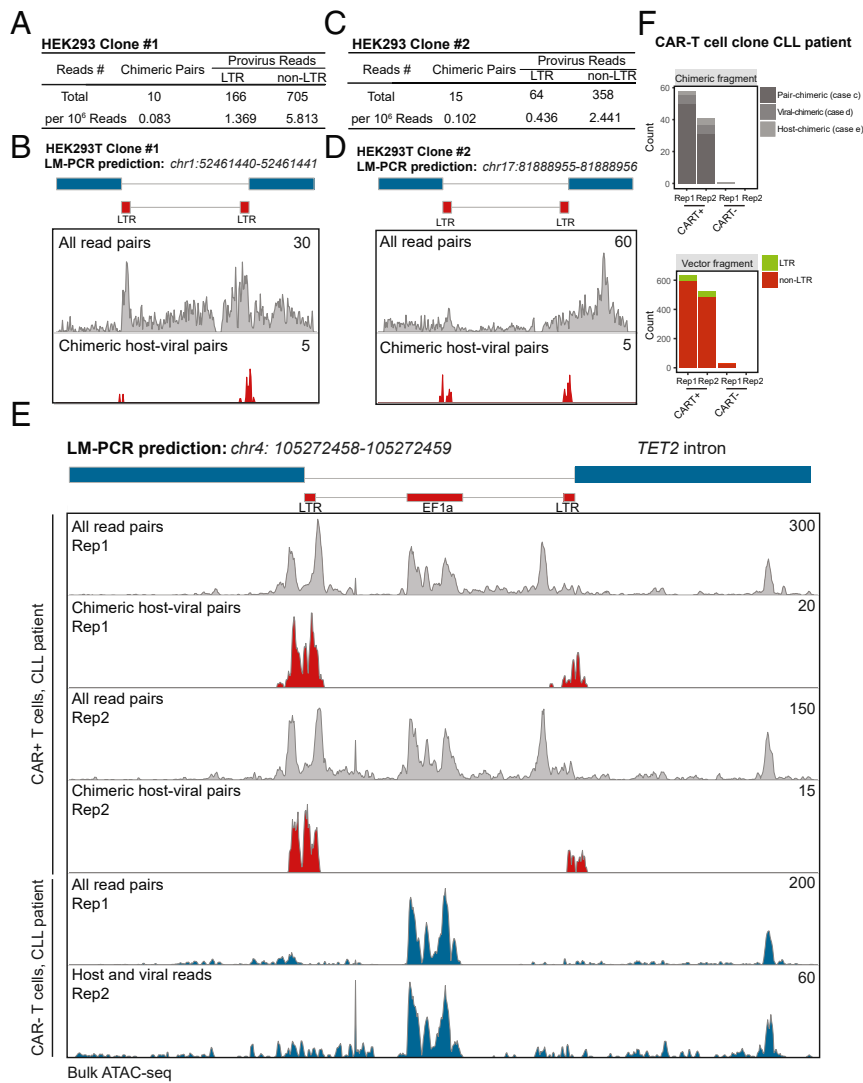 A
HEK293 Clone #1
Reads # Chimeric Pairs Provirus Reads
LTR non-LTR
Total 10 166 705
per 10⁶ Reads 0.083 1.369 5.813
B
HEK293T Clone #1
LM-PCR prediction: chr1:52461440-52461441
LTR LTR
All read pairs 30
Chimeric host-viral pairs 5
C
HEK293 Clone #2
Reads # Chimeric Pairs Provirus Reads
LTR non-LTR
Total 15 64 358
per 10⁶ Reads 0.102 0.436 2.441
D
HEK293T Clone #2
LM-PCR prediction: chr17:81888955-81888956
LTR LTR
All read pairs 60
Chimeric host-viral pairs 5
F
CAR-T cell clone CLL patient
Chimeric fragment
Count
60
40
20
0
Rep1 Rep2 Rep1 Rep2
CART+ CART-
Pair-chimeric (case c)
Viral-chimeric (case d)
Host-chimeric (case e)
Vector fragment
Count
600
400
200
0
Rep1 Rep2 Rep1 Rep2
CART+ CART-
LTR
non-LTR
E
LM-PCR prediction: chr4: 105272458-105272459 TET2 intron
LTR EF1a LTR
CAR+ T cells, CLL patient
All read pairs 300
Rep1
Chimeric host-viral pairs 20
Rep1
All read pairs 150
Rep2
Chimeric host-viral pairs 15
Rep2
CAR- T cells, CLL patient
All read pairs 200
Rep1
Host and viral reads 60
Rep2
Bulk ATAC-seq